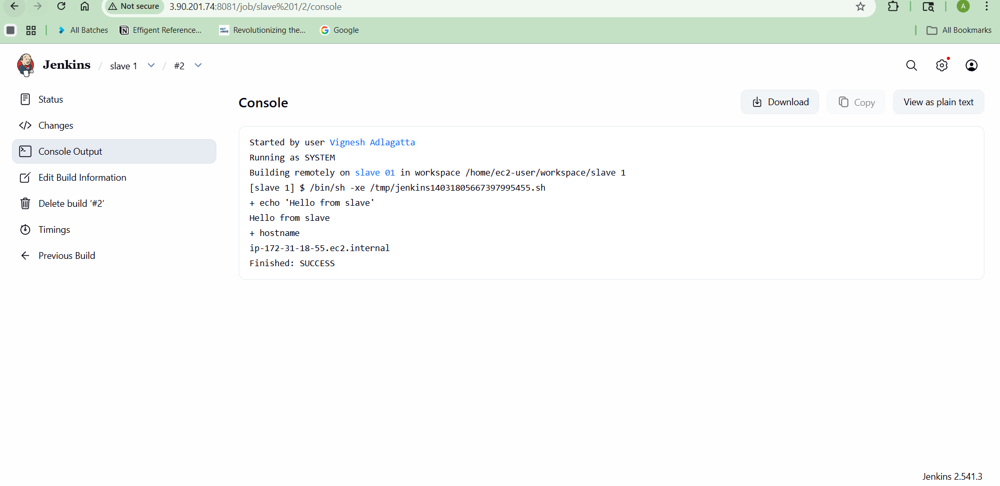 Not secure 3.90.201.74:8081/job/slave%201/2/console A
All Batches Effigent Reference... Revolutionizing the... Google All Bookmarks
Jenkins / slave 1 / #2
Status
Changes
Console Output
Edit Build Information
Delete build ‘#2’
Timings
Previous Build
Console Download Copy View as plain text
Started by user Vignesh Adlagatta
Running as SYSTEM
Building remotely on slave 01 in workspace /home/ec2-user/workspace/slave 1
[slave 1] $ /bin/sh -xe /tmp/jenkins14031805667397995455.sh
+ echo 'Hello from slave'
Hello from slave
+ hostname
ip-172-31-18-55.ec2.internal
Finished: SUCCESS
Jenkins 2.541.3